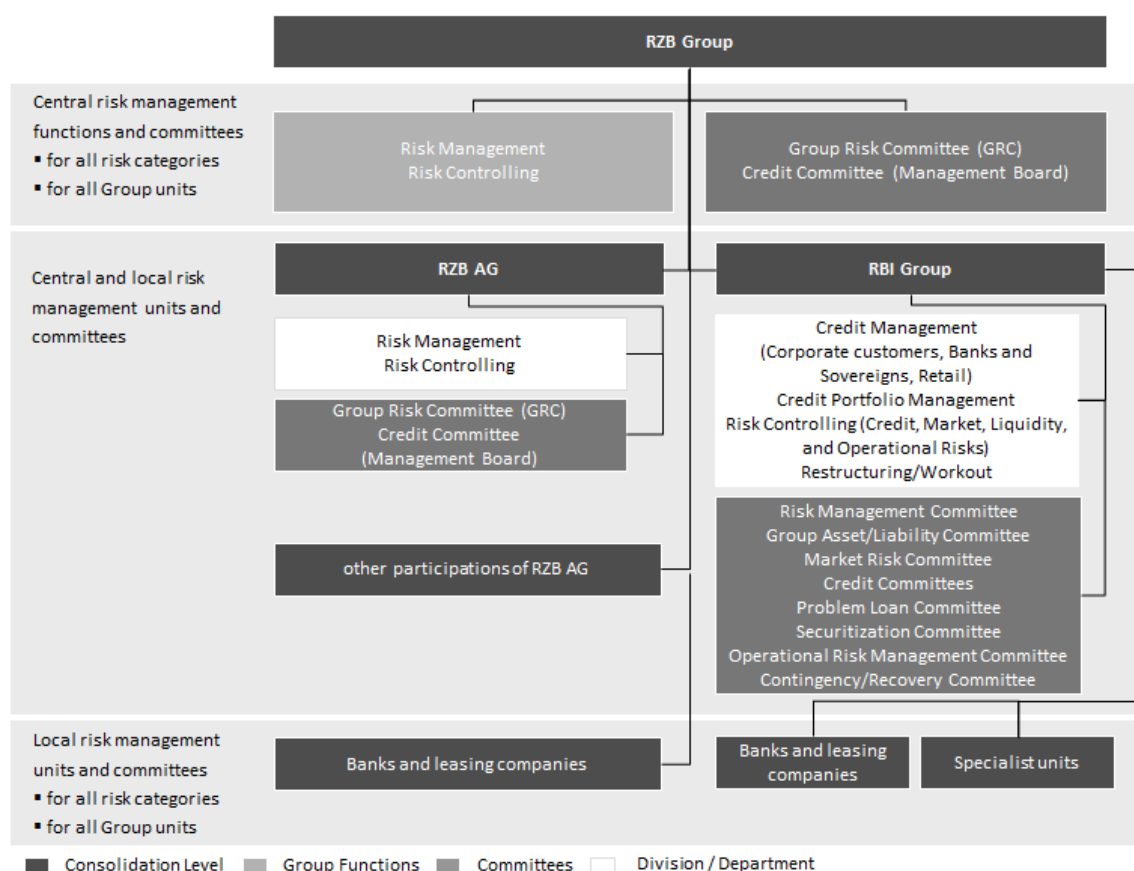 RZB Group
Central risk management
functions and committees
▪ for all risk categories
▪ for all Group units
Risk Management
Risk Controlling
Group Risk Committee (GRC)
Credit Committee (Management Board)
Central and local risk
management units and
committees
RZB AG
Risk Management
Risk Controlling
Group Risk Committee (GRC)
Credit Committee
(Management Board)
other participations of RZB AG
RBI Group
Credit Management
(Corporate customers, Banks and
Sovereigns, Retail)
Credit Portfolio Management
Risk Controlling (Credit, Market, Liquidity,
and Operational Risks)
Restructuring/Workout
Risk Management Committee
Group Asset/Liability Committee
Market Risk Committee
Credit Committees
Problem Loan Committee
Securitization Committee
Operational Risk Management Committee
Contingency/Recovery Committee
Local risk management
units and committees
▪ for all risk categories
▪ for all Group units
Banks and leasing companies
Banks and leasing
companies
Specialist units
Consolidation Level
Group Functions
Committees
Division / Department